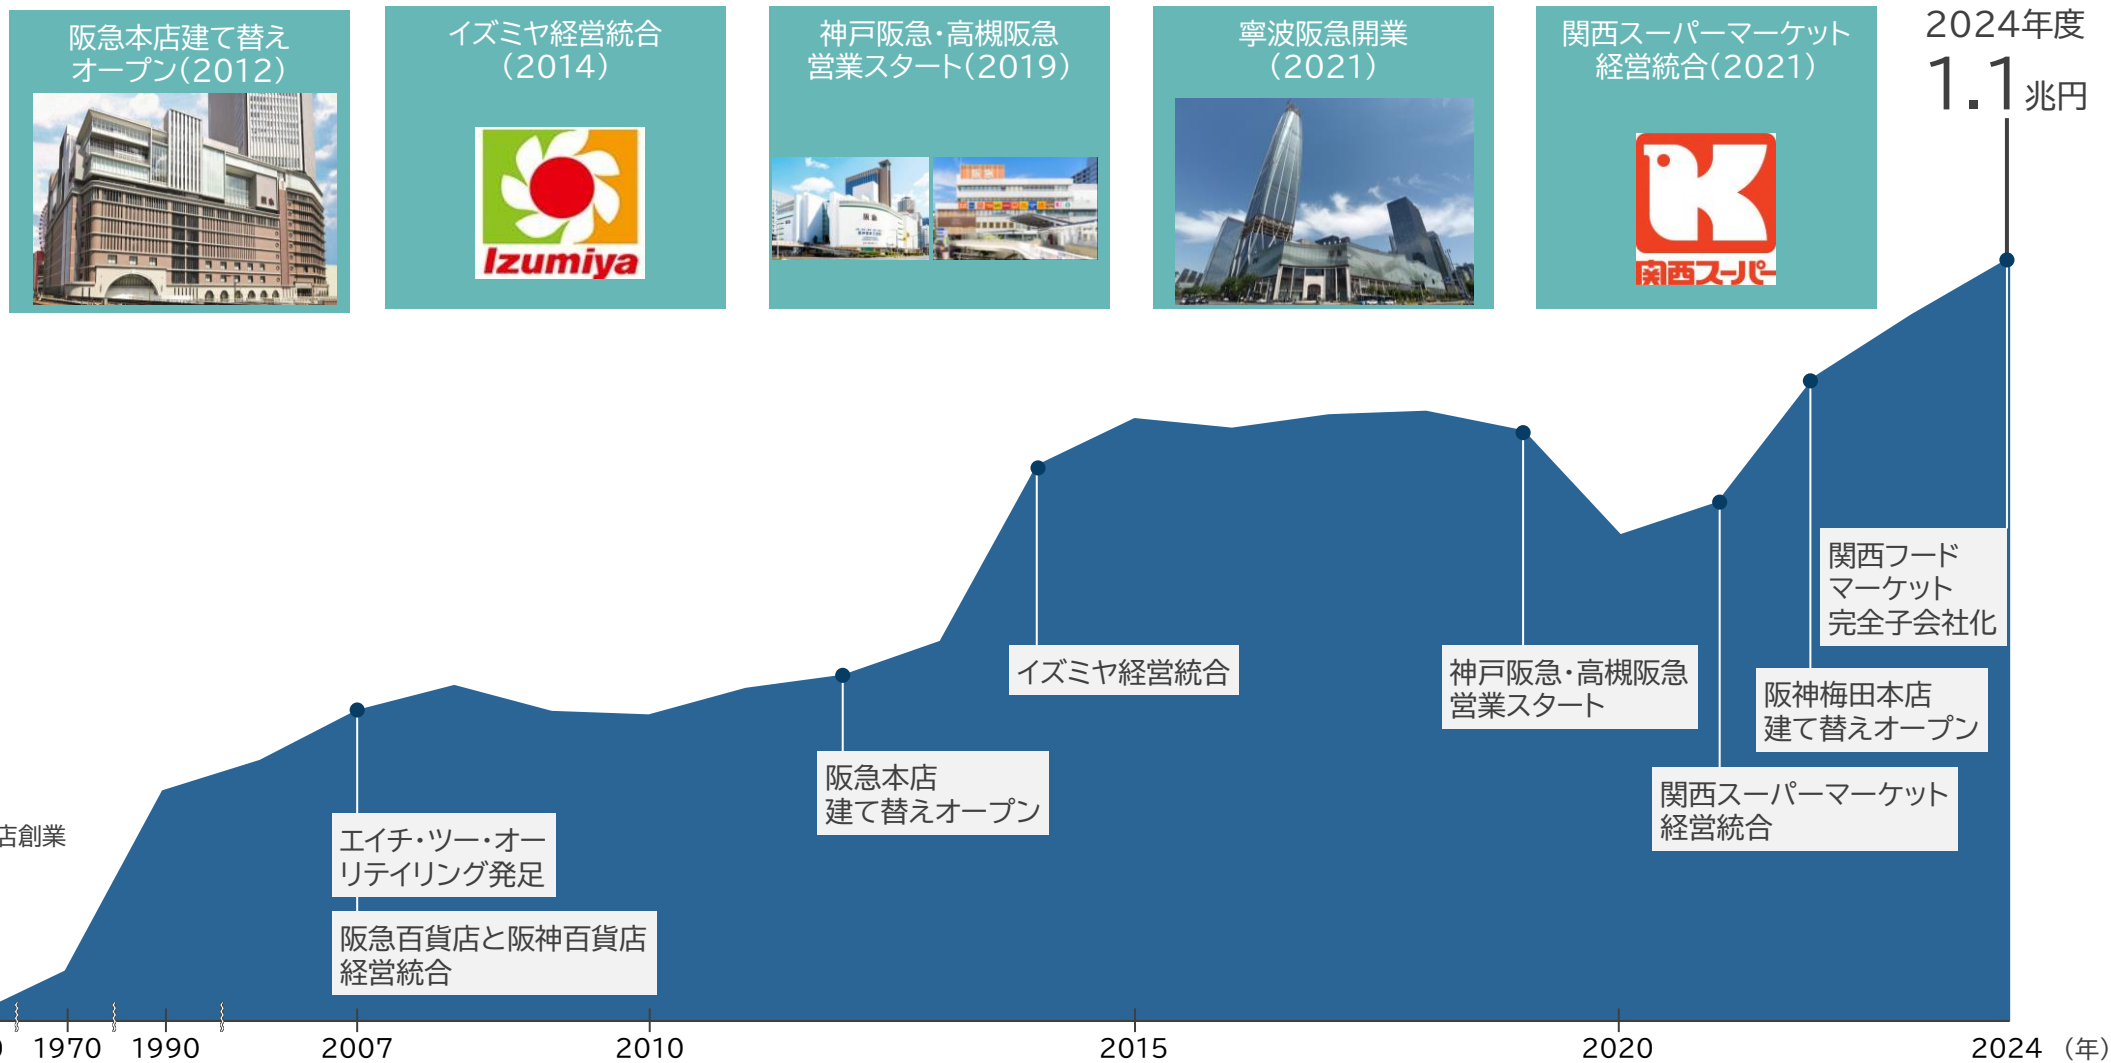 阪急本店建て替え
オープン(2012)
イズミヤ経営統合
(2014)
Izumiya
神戸阪急・高槻阪急
営業スタート(2019)
阪急
寧波阪急開業
(2021)
関西スーパーマーケット
経営統合(2021)
関西スーパー
2024年度
1.1兆円
関西フード
マーケット
完全子会社化
イズミヤ経営統合
神戸阪急・高槻阪急
営業スタート
阪神梅田本店
建て替えオープン
阪急本店
建て替えオープン
関西スーパーマーケット
経営統合
店創業
エイチ・ツー・オー
リテイリング発足
阪急百貨店と阪神百貨店
経営統合
1970 1990 2007 2010 2015 2020 2024 (年)